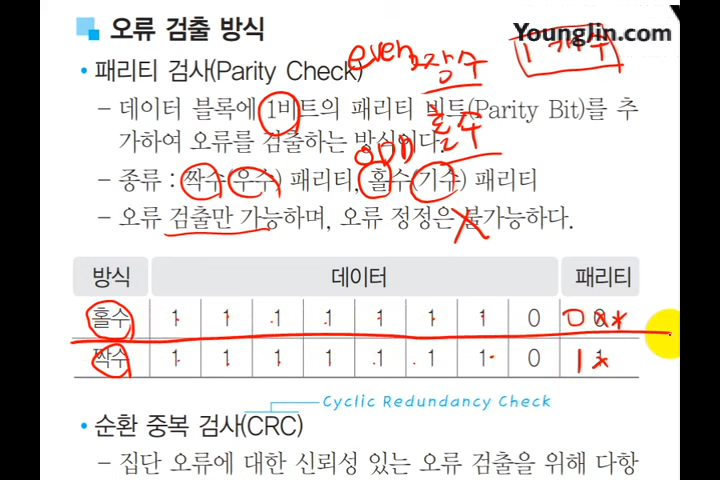 Youngjin.com
오류 검출 방식
even 짝수
1 개수
• 패리티 검사(Parity Check)
– 데이터 블록에 1비트의 패리티 비트(Parity Bit)를 추
홀수
가하여 오류를 검출하는 방식이다.
ODD
– 종류 : 짝수(우수) 패리티, 홀수(기수) 패리티
– 오류 검출만 가능하며, 오류 정정은 불가능하다.
방식 데이터 패리티
홀수 1 1 1 1 1 1 1 0 0 0
짝수 1 1 1 1 1 1 1 0 1 1
Cyclic Redundancy Check
• 순환 중복 검사(CRC)
– 집단 오류에 대한 신뢰성 있는 오류 검출을 위해 다항